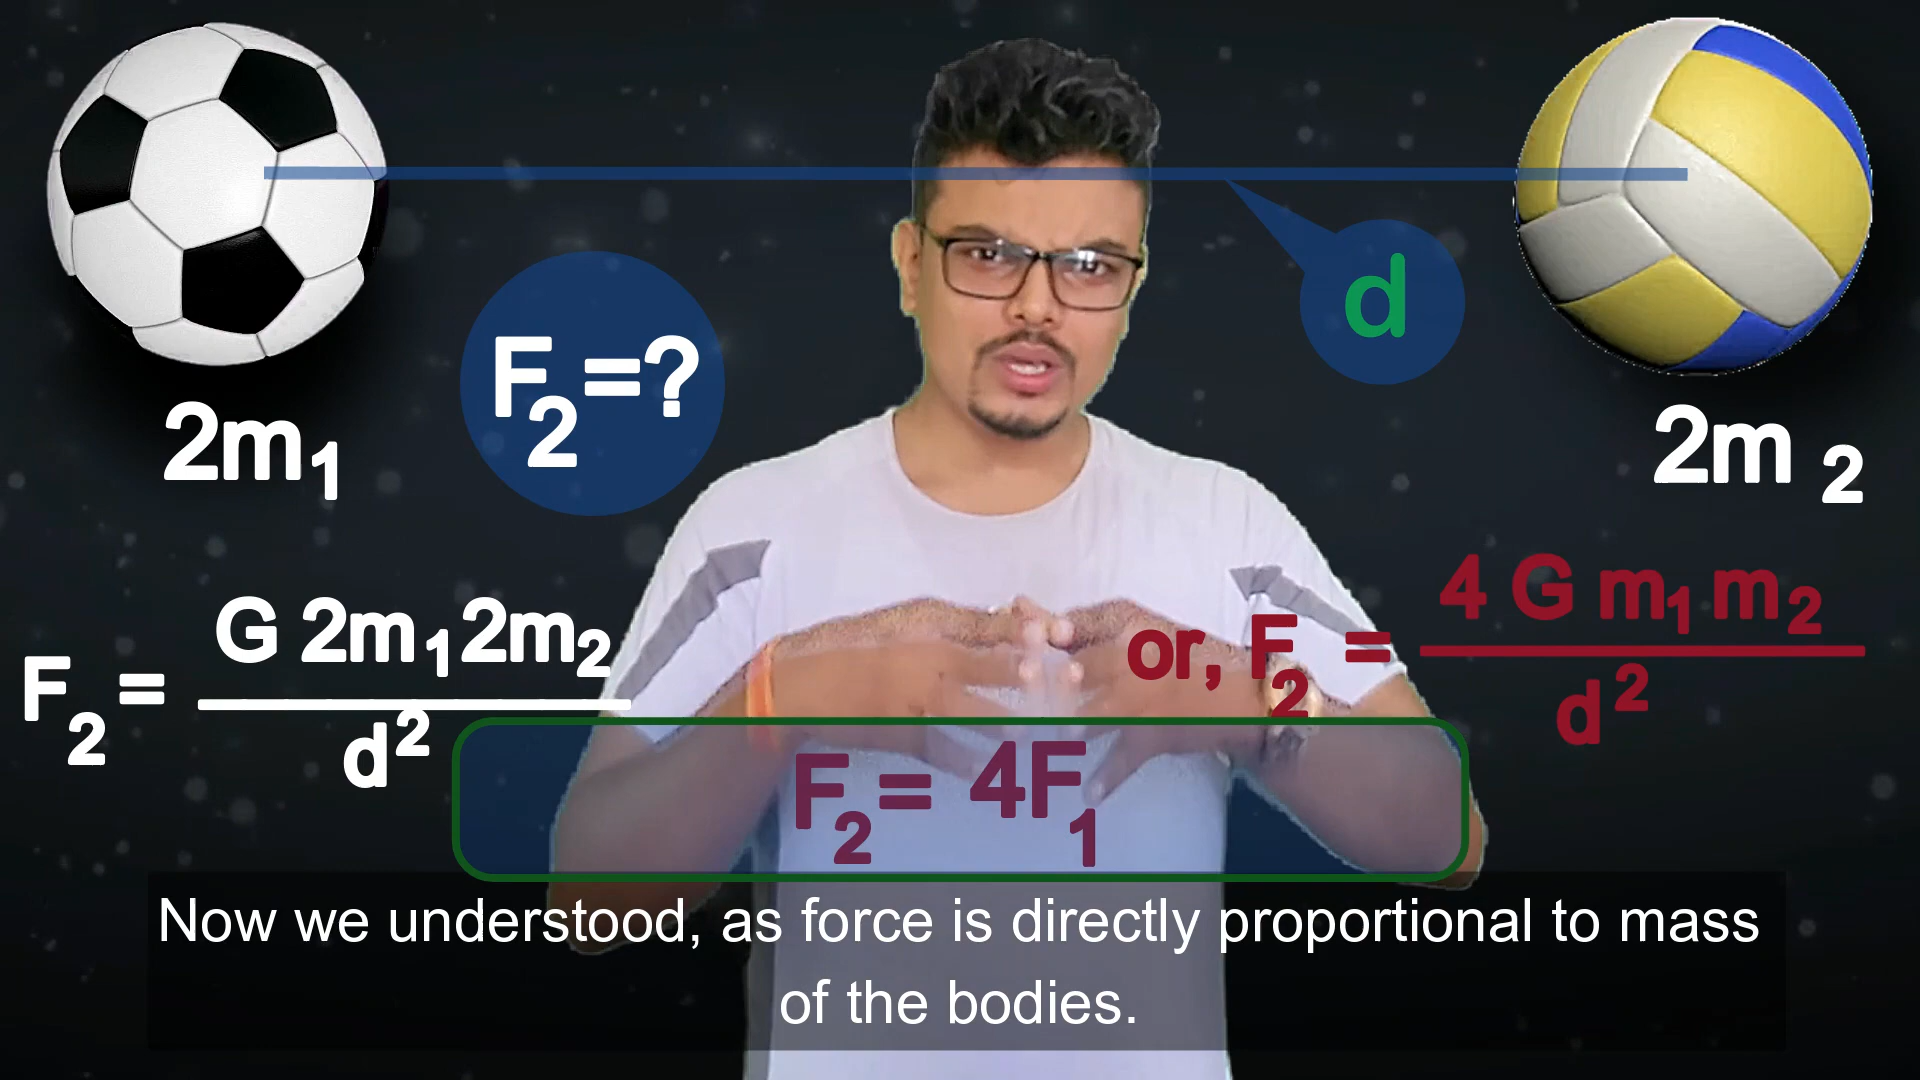 d
F₂=?
2m₁
2m ₂
F₂ = G 2m₁2m₂ / d²
or, F₂ = 4 G m₁ m₂ / d²
F₂ = 4F₁
Now we understood, as force is directly proportional to mass
of the bodies.